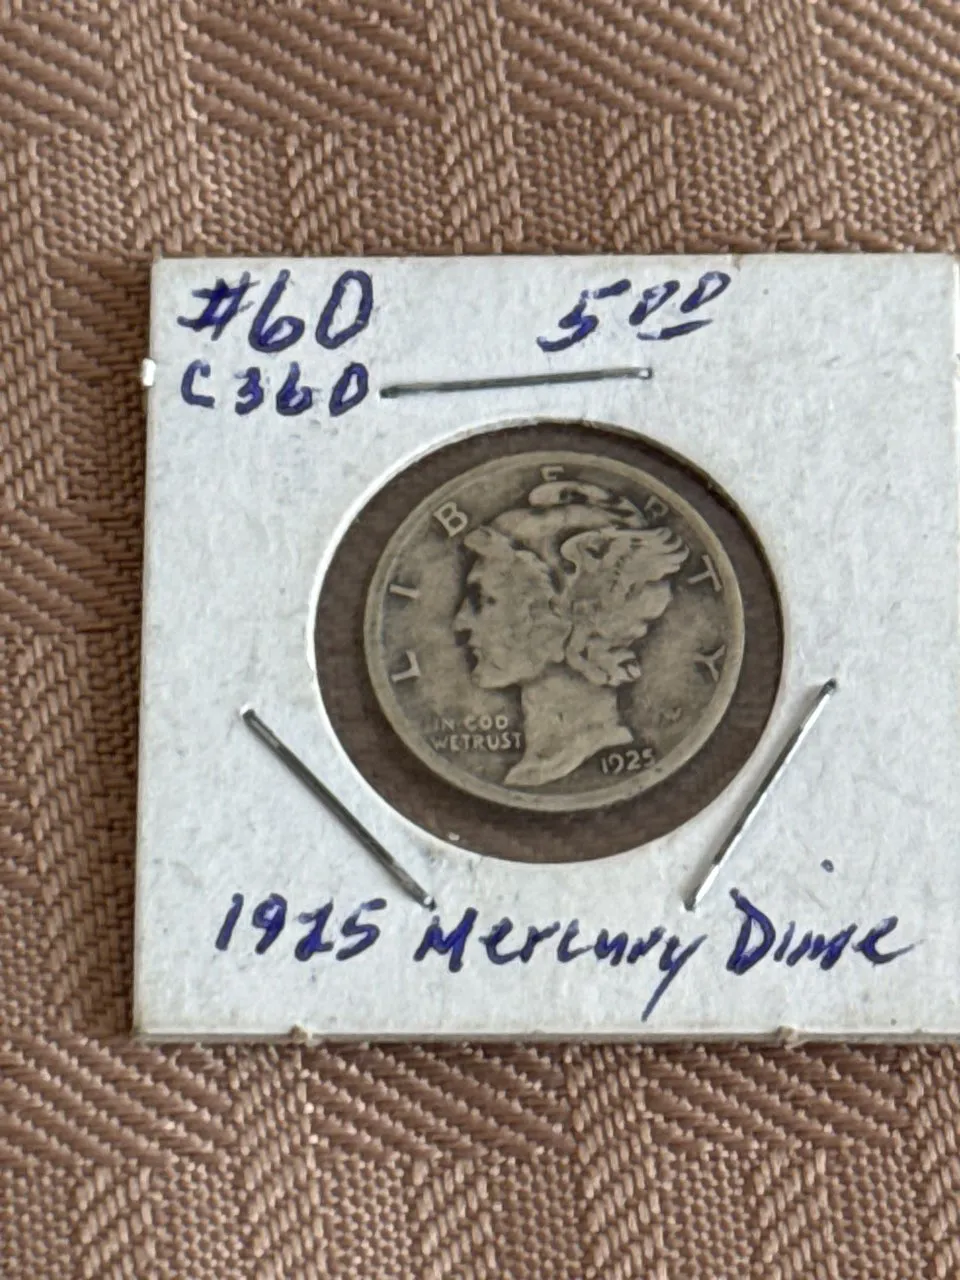 #60
5.00
C360
LIBERTY
IN GOD
WE TRUST
1925
1925 Mercury Dime